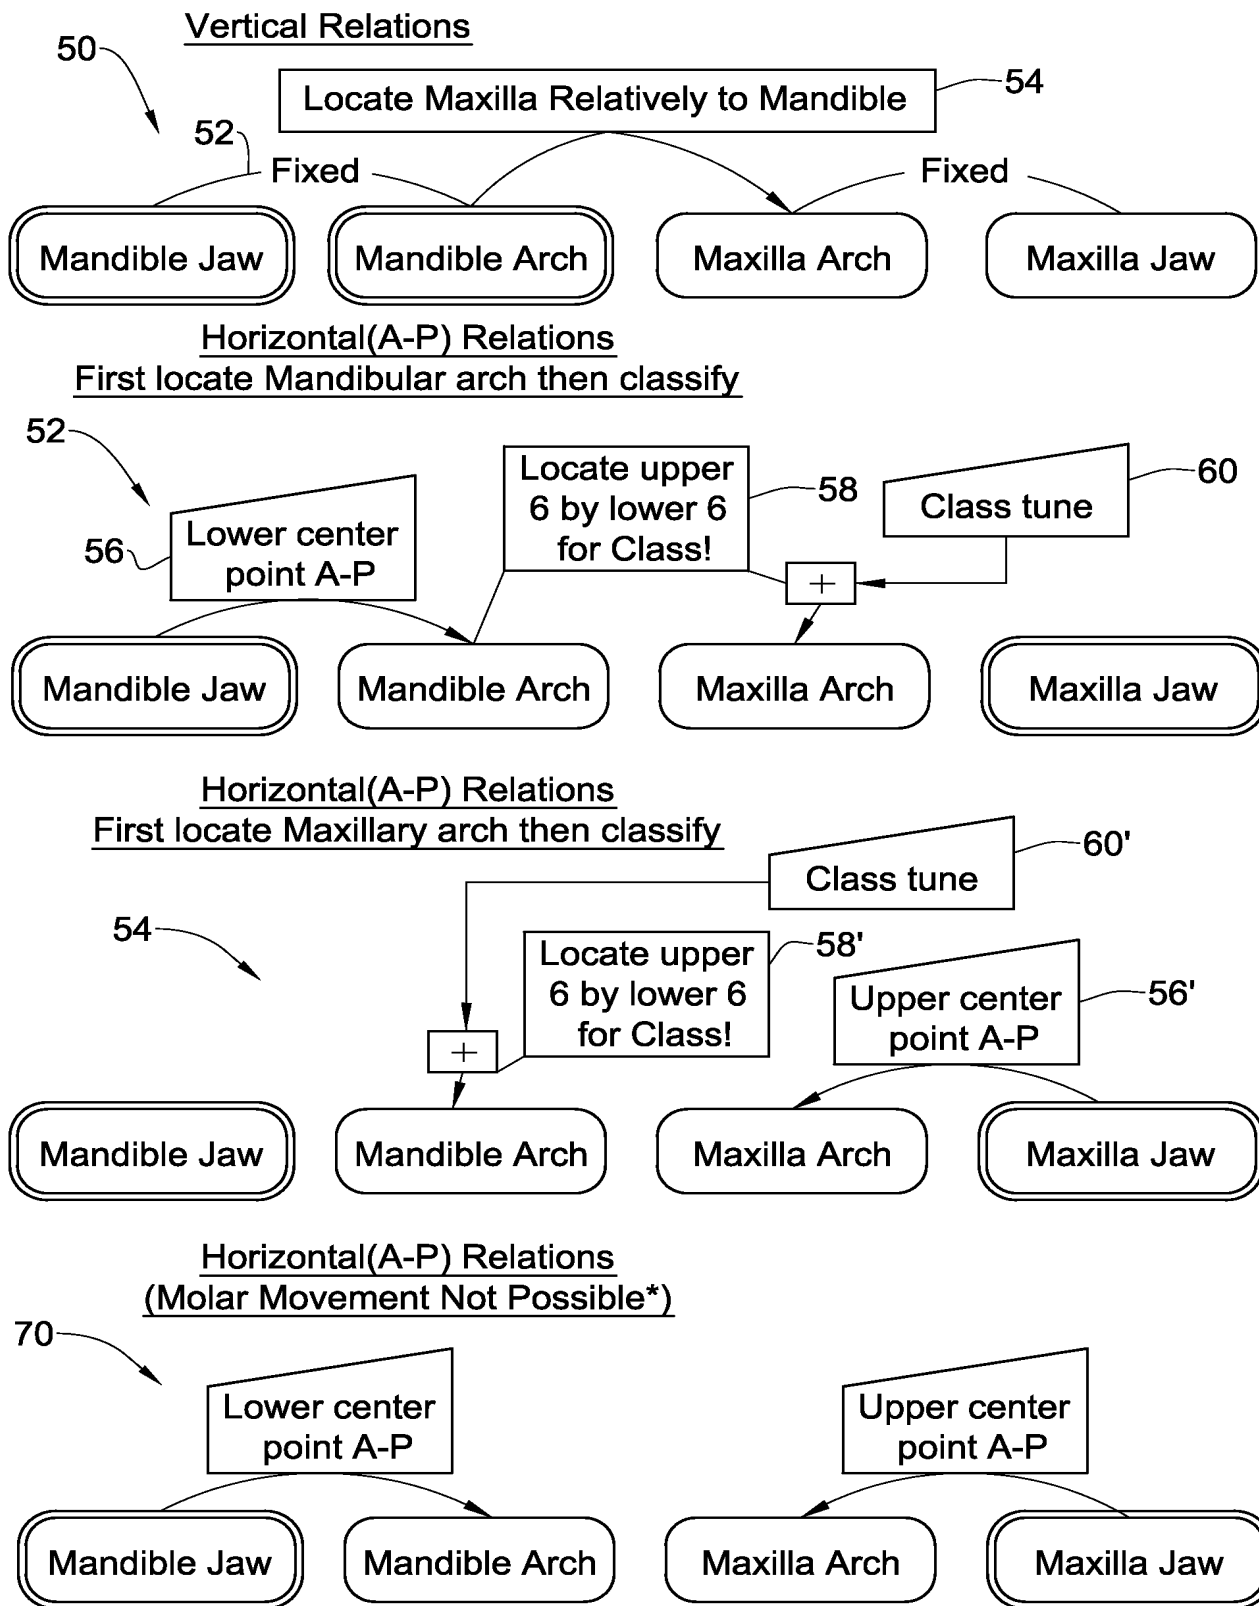 Vertical Relations
50
54
Locate Maxilla Relatively to Mandible
52
Fixed
Fixed
Mandible Jaw
Mandible Arch
Maxilla Arch
Maxilla Jaw
Horizontal(A-P) Relations
First locate Mandibular arch then classify
52
56
Lower center
point A-P
Locate upper
6 by lower 6
for Class!
58
Class tune
60
+
Mandible Jaw
Mandible Arch
Maxilla Arch
Maxilla Jaw
Horizontal(A-P) Relations
First locate Maxillary arch then classify
Class tune
60'
54
Locate upper
6 by lower 6
for Class!
58'
Upper center
point A-P
56'
+
Mandible Jaw
Mandible Arch
Maxilla Arch
Maxilla Jaw
Horizontal(A-P) Relations
(Molar Movement Not Possible*)
70
Lower center
point A-P
Upper center
point A-P
Mandible Jaw
Mandible Arch
Maxilla Arch
Maxilla Jaw